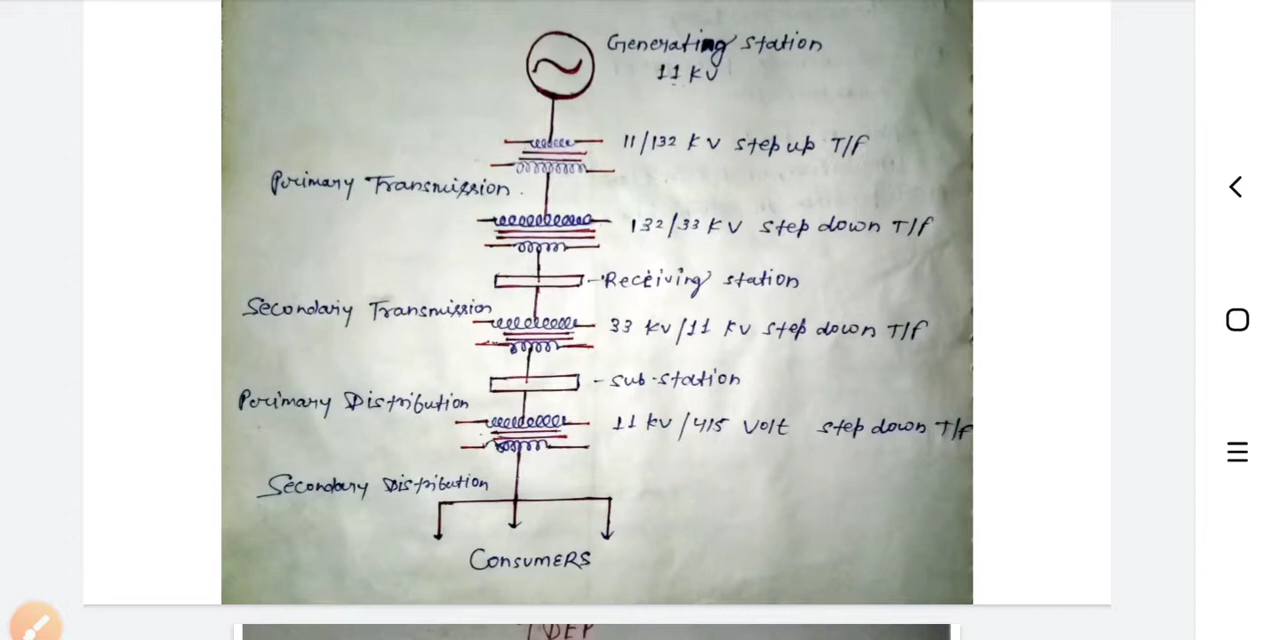 Generating station
11 KV
11/132 KV step up T/f
Primary Transmission
132/33 KV step down T/f
Receiving station
Secondary Transmission
33 KV/11 KV step down T/f
Sub-station
Primary Distribution
11 KV/415 Volt step down T/f
Secondary Distribution
CONSUMERS